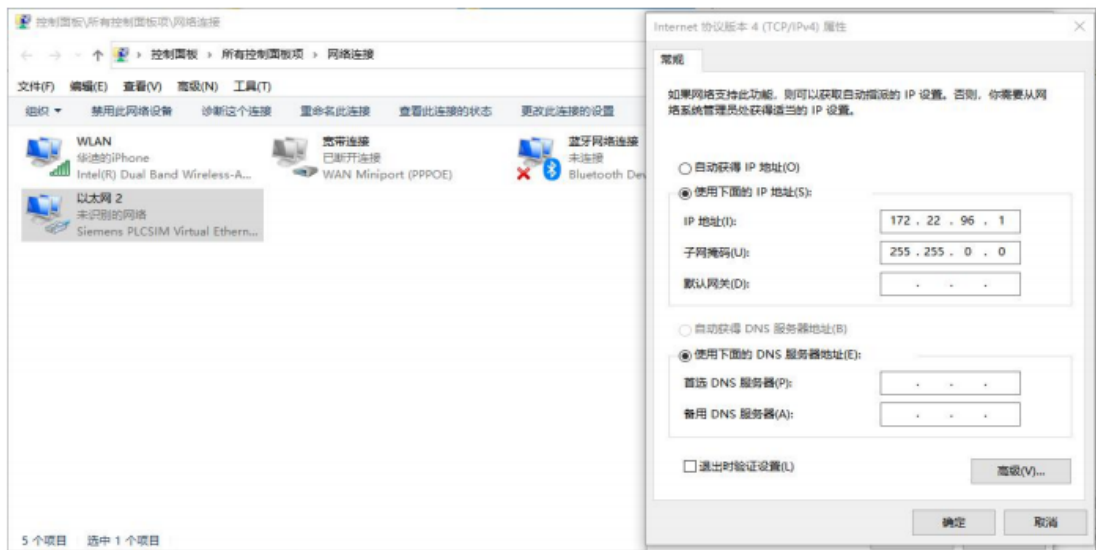 控制面板\所有控制面板项\网络连接
控制面板 › 所有控制面板项 › 网络连接
文件(F) 编辑(E) 查看(V) 高级(N) 工具(T)
组织 禁用此网络设备 诊断这个连接 重命名此连接 查看此连接的状态 更改此连接的设置
WLAN
华迪的iPhone
Intel(R) Dual Band Wireless-A...
宽带连接
已断开连接
WAN Miniport (PPPOE)
蓝牙网络连接
未连接
Bluetooth Dev
以太网 2
未识别的网络
Siemens PLCSIM Virtual Ethern...
5 个项目 选中 1 个项目
Internet 协议版本 4 (TCP/IPv4) 属性
常规
如果网络支持此功能，则可以获取自动指派的 IP 设置。否则，你需要从网
络系统管理员处获得适当的 IP 设置。
自动获得 IP 地址(O)
使用下面的 IP 地址(S):
IP 地址(I): 172 . 22 . 96 . 1
子网掩码(U): 255 . 255 . 0 . 0
默认网关(D): . . .
自动获得 DNS 服务器地址(B)
使用下面的 DNS 服务器地址(E):
首选 DNS 服务器(P): . . .
备用 DNS 服务器(A): . . .
退出时验证设置(L)
高级(V)...
确定 取消